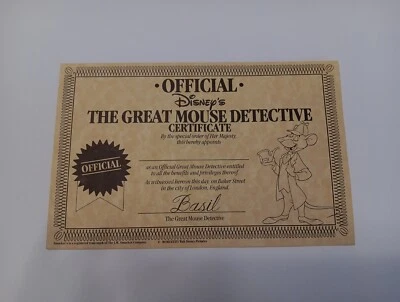 • OFFICIAL •
Disney's
THE GREAT MOUSE DETECTIVE
CERTIFICATE
By the special order of Her Majesty,
this hereby appoints
OFFICIAL
as an Official Great Mouse Detective entitled
to all the benefits and privileges thereof.
As witnessed hereon this day, on Baker Street
in the city of London, England.
Basil
The Great Mouse Detective